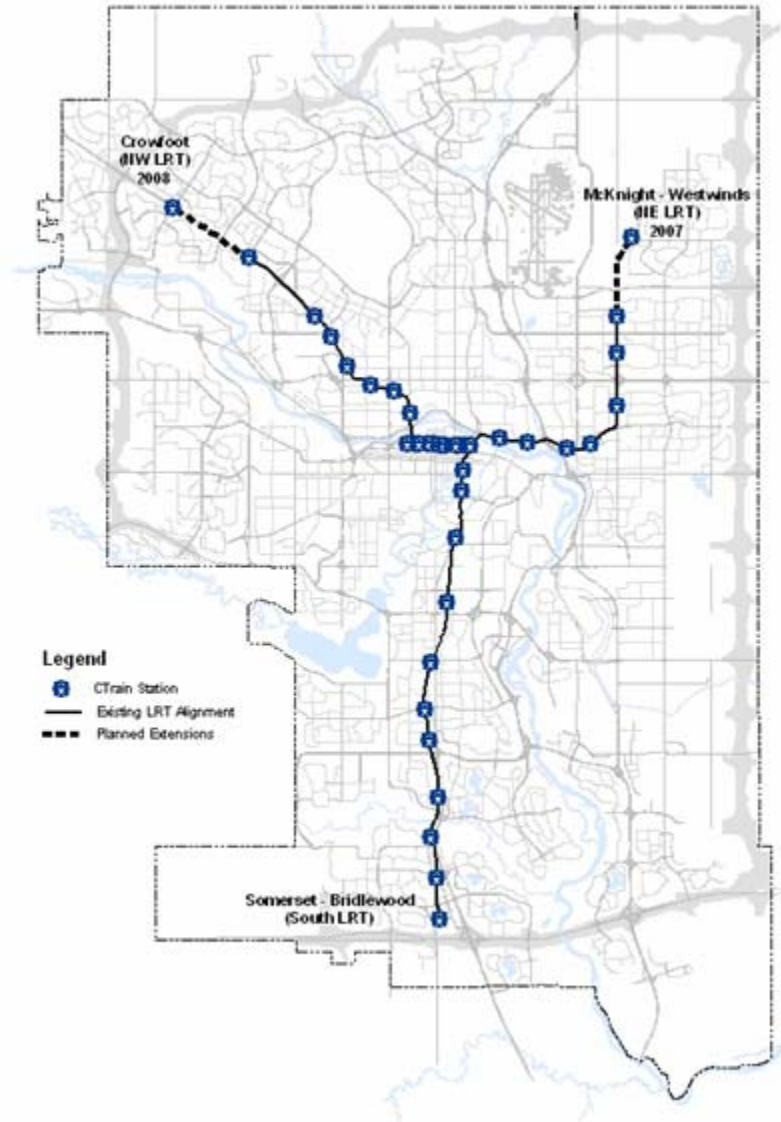 Crowfoot
(NW LRT)
2008
McKnight - Westwinds
(NE LRT)
2007
Legend
CTrain Station
Existing LRT Alignment
Planned Extensions
Somerset - Bridlewood
(South LRT)